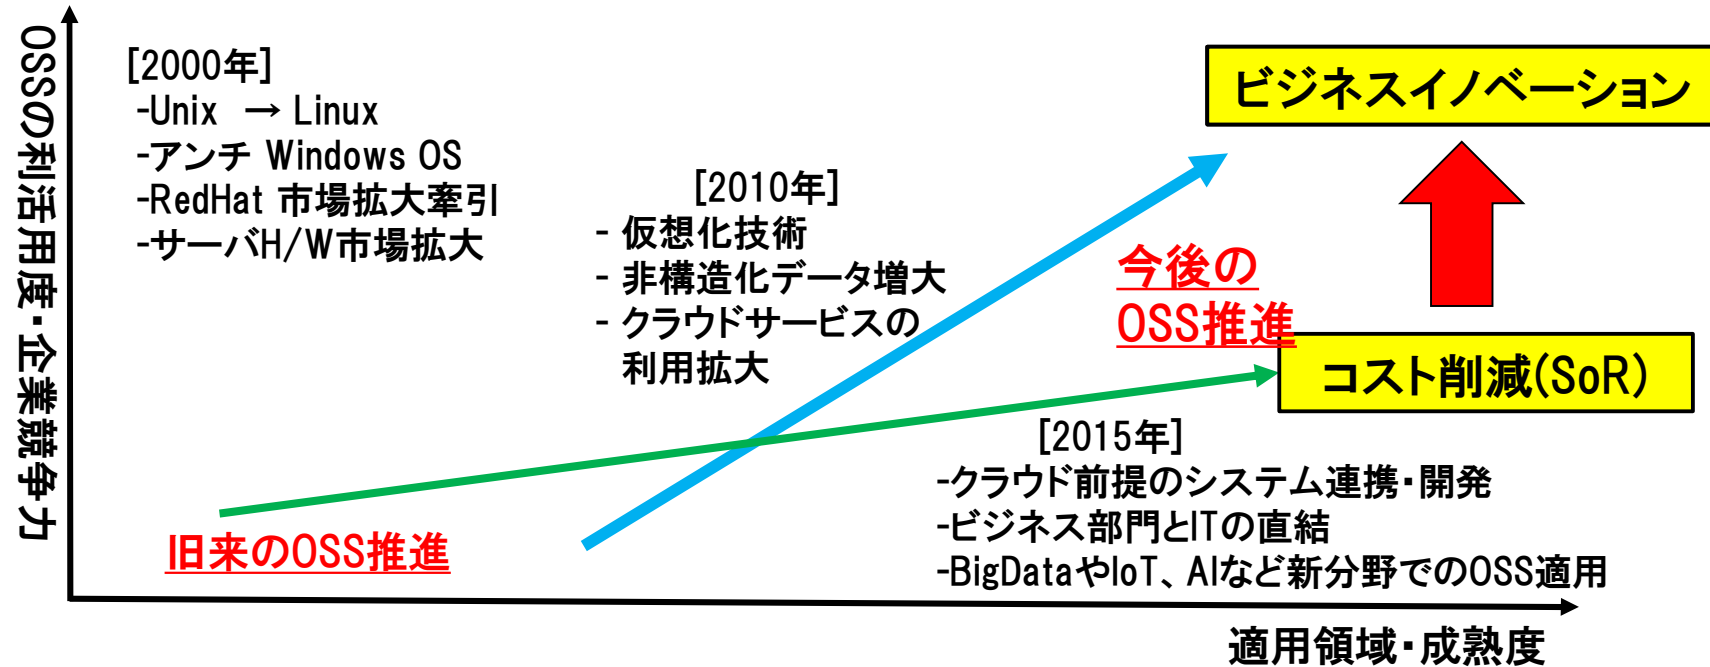 OSSの利活用度・企業競争力
[2000年]
-Unix → Linux
-アンチ Windows OS
-RedHat 市場拡大牽引
-サーバH/W市場拡大
[2010年]
- 仮想化技術
- 非構造化データ増大
- クラウドサービスの
利用拡大
ビジネスイノベーション
今後の
OSS推進
コスト削減(SoR)
旧来のOSS推進
[2015年]
-クラウド前提のシステム連携・開発
-ビジネス部門とITの直結
-BigDataやIoT、AIなど新分野でのOSS適用
適用領域・成熟度